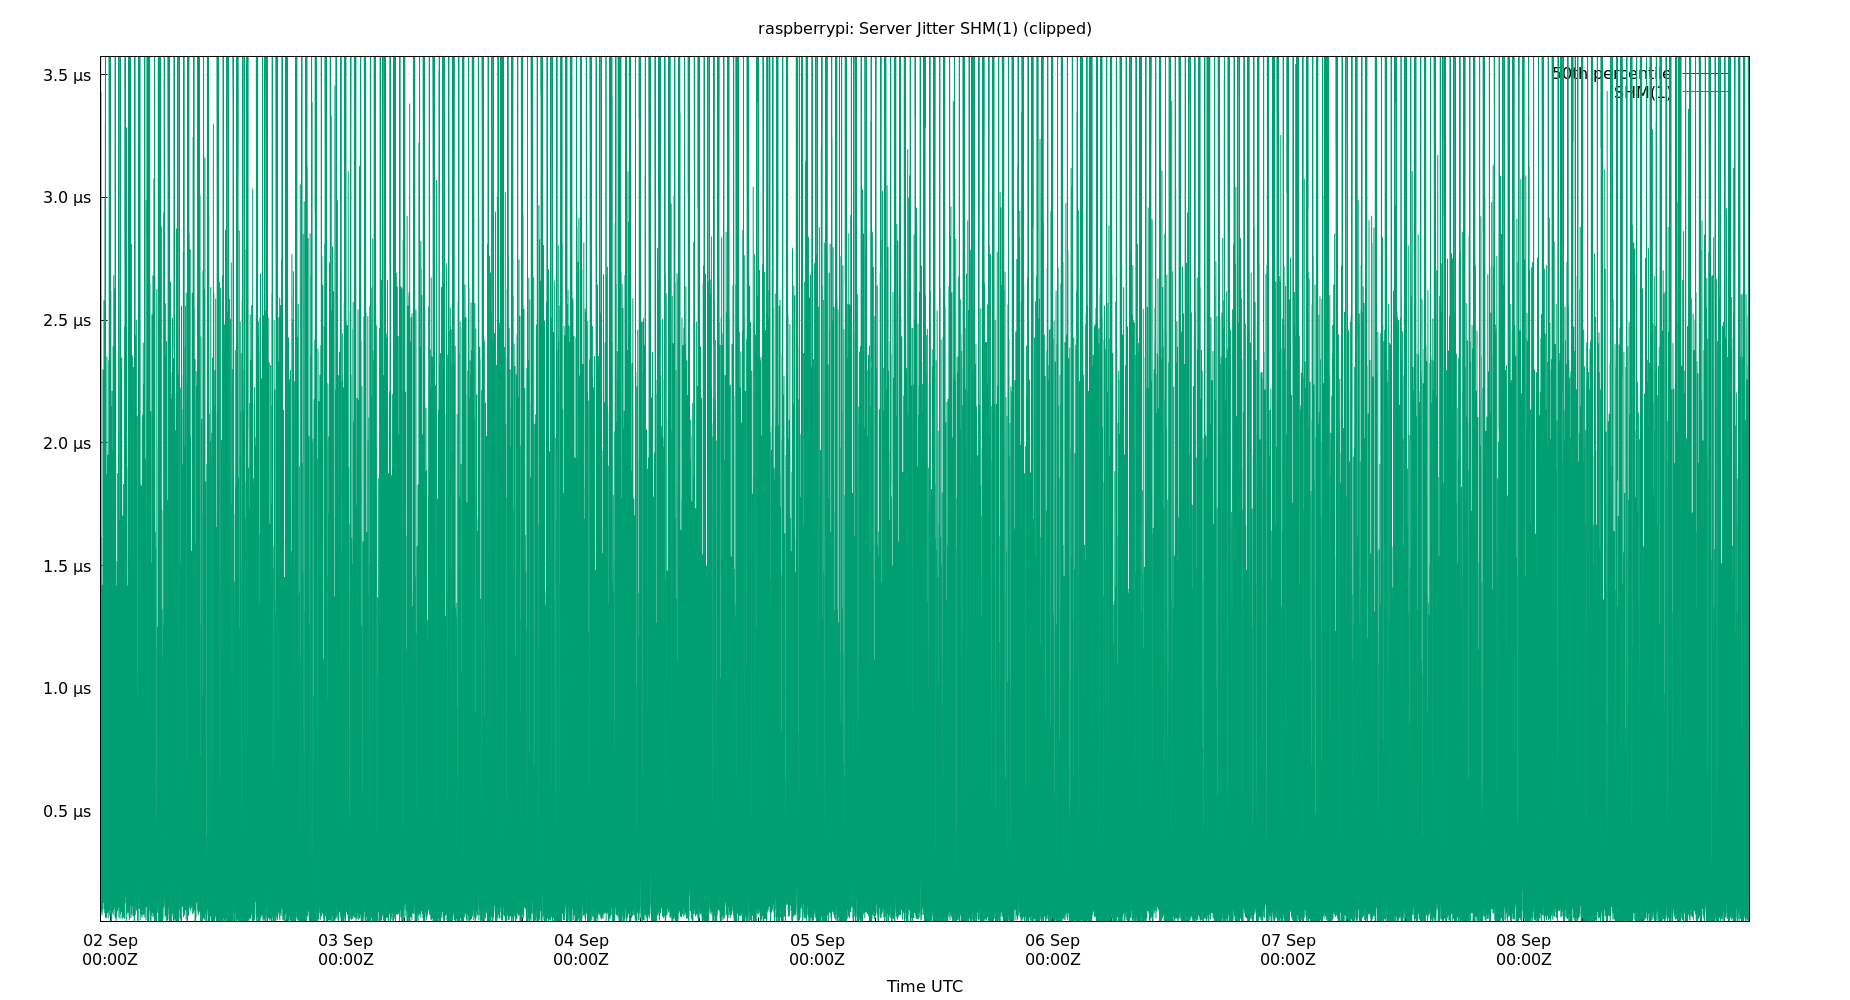 raspberrypi: Server Jitter SHM(1) (clipped)
3.5 μs
50th percentile
SHM(1)
3.0 μs
2.5 μs
2.0 μs
1.5 μs
1.0 μs
0.5 μs
02 Sep 03 Sep 04 Sep 05 Sep 06 Sep 07 Sep 08 Sep
00:00Z 00:00Z 00:00Z 00:00Z 00:00Z 00:00Z 00:00Z
Time UTC